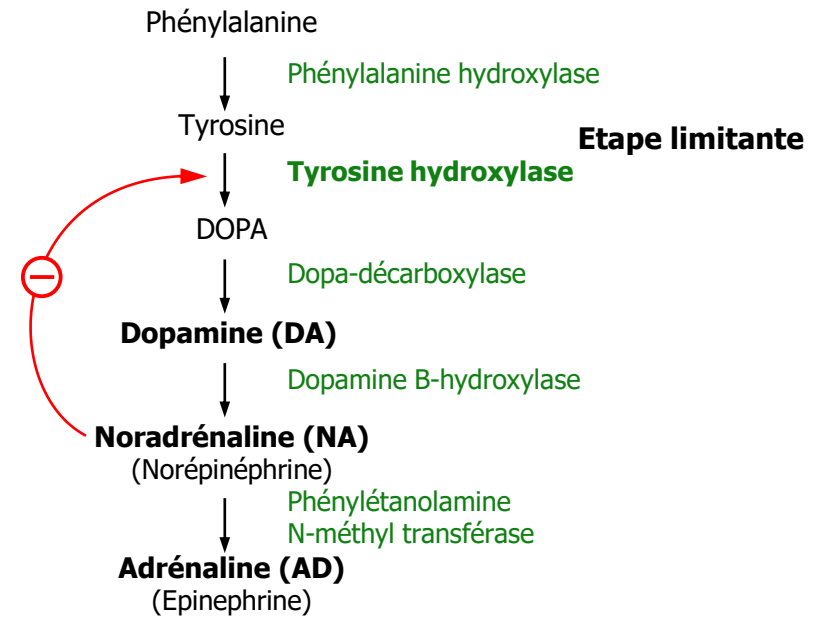 Phénylalanine
Phénylalanine hydroxylase
Tyrosine
Etape limitante
Tyrosine hydroxylase
DOPA
Dopa-décarboxylase
Dopamine (DA)
Dopamine B-hydroxylase
Noradrénaline (NA)
(Norépinéphrine)
Phénylétanolamine
N-méthyl transférase
Adrénaline (AD)
(Epinephrine)